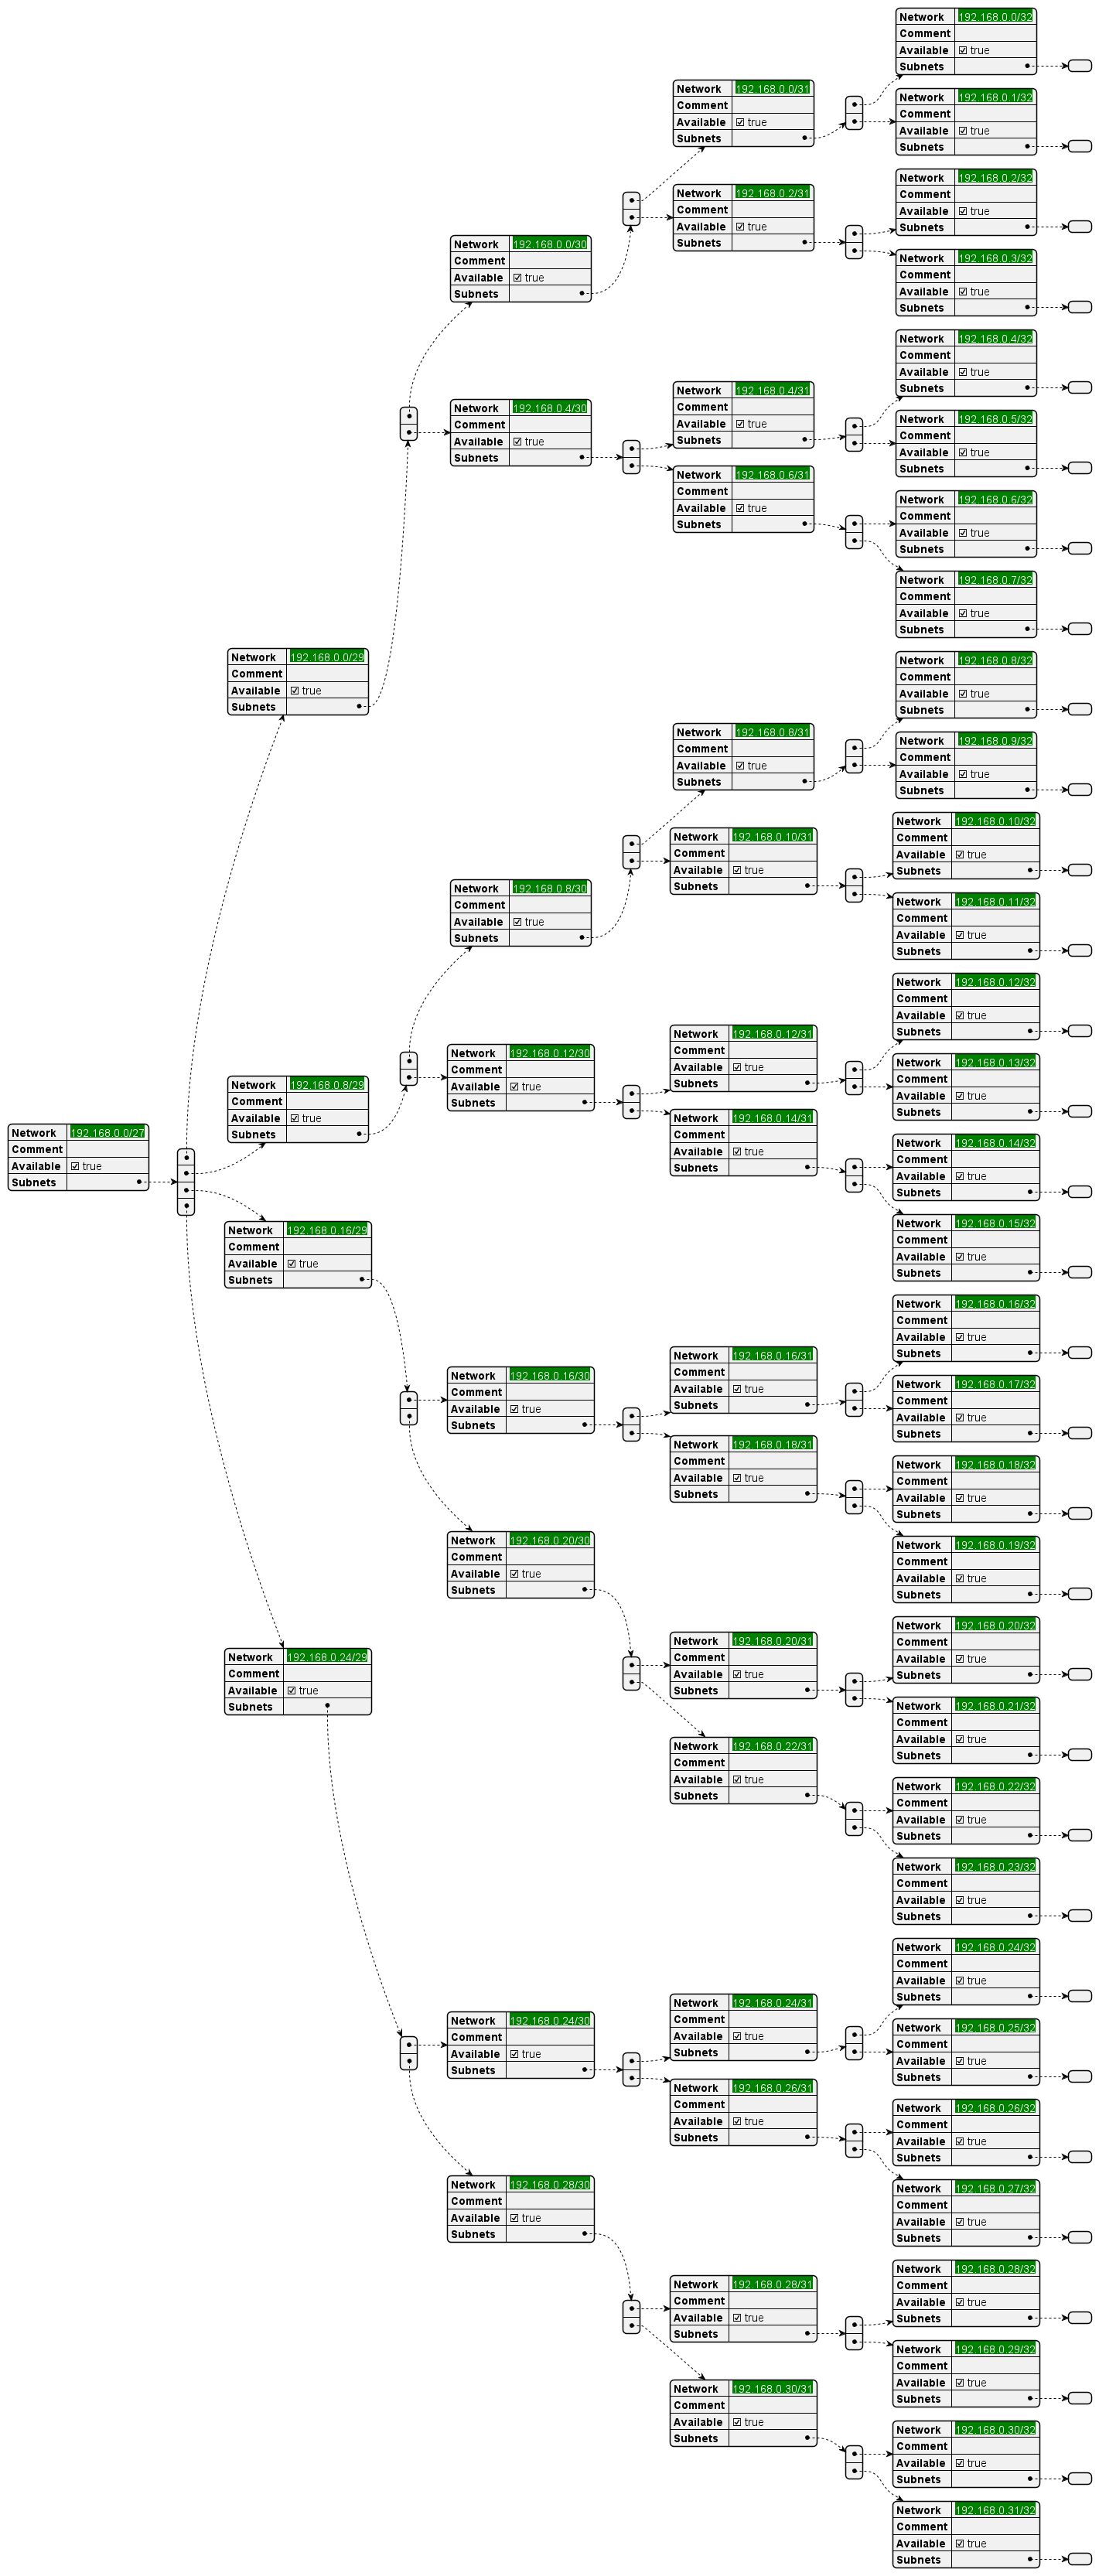 Network 192.168.0.0/27
Comment
Available ☑ true
Subnets
Network 192.168.0.0/29
Comment
Available ☑ true
Subnets
Network 192.168.0.8/29
Comment
Available ☑ true
Subnets
Network 192.168.0.16/29
Comment
Available ☑ true
Subnets
Network 192.168.0.24/29
Comment
Available ☑ true
Subnets
Network 192.168.0.0/30
Comment
Available ☑ true
Subnets
Network 192.168.0.4/30
Comment
Available ☑ true
Subnets
Network 192.168.0.8/30
Comment
Available ☑ true
Subnets
Network 192.168.0.12/30
Comment
Available ☑ true
Subnets
Network 192.168.0.16/30
Comment
Available ☑ true
Subnets
Network 192.168.0.20/30
Comment
Available ☑ true
Subnets
Network 192.168.0.24/30
Comment
Available ☑ true
Subnets
Network 192.168.0.28/30
Comment
Available ☑ true
Subnets
Network 192.168.0.0/31
Comment
Available ☑ true
Subnets
Network 192.168.0.2/31
Comment
Available ☑ true
Subnets
Network 192.168.0.4/31
Comment
Available ☑ true
Subnets
Network 192.168.0.6/31
Comment
Available ☑ true
Subnets
Network 192.168.0.8/31
Comment
Available ☑ true
Subnets
Network 192.168.0.10/31
Comment
Available ☑ true
Subnets
Network 192.168.0.12/31
Comment
Available ☑ true
Subnets
Network 192.168.0.14/31
Comment
Available ☑ true
Subnets
Network 192.168.0.16/31
Comment
Available ☑ true
Subnets
Network 192.168.0.18/31
Comment
Available ☑ true
Subnets
Network 192.168.0.20/31
Comment
Available ☑ true
Subnets
Network 192.168.0.22/31
Comment
Available ☑ true
Subnets
Network 192.168.0.24/31
Comment
Available ☑ true
Subnets
Network 192.168.0.26/31
Comment
Available ☑ true
Subnets
Network 192.168.0.28/31
Comment
Available ☑ true
Subnets
Network 192.168.0.30/31
Comment
Available ☑ true
Subnets
Network 192.168.0.0/32
Comment
Available ☑ true
Subnets
Network 192.168.0.1/32
Comment
Available ☑ true
Subnets
Network 192.168.0.2/32
Comment
Available ☑ true
Subnets
Network 192.168.0.3/32
Comment
Available ☑ true
Subnets
Network 192.168.0.4/32
Comment
Available ☑ true
Subnets
Network 192.168.0.5/32
Comment
Available ☑ true
Subnets
Network 192.168.0.6/32
Comment
Available ☑ true
Subnets
Network 192.168.0.7/32
Comment
Available ☑ true
Subnets
Network 192.168.0.8/32
Comment
Available ☑ true
Subnets
Network 192.168.0.9/32
Comment
Available ☑ true
Subnets
Network 192.168.0.10/32
Comment
Available ☑ true
Subnets
Network 192.168.0.11/32
Comment
Available ☑ true
Subnets
Network 192.168.0.12/32
Comment
Available ☑ true
Subnets
Network 192.168.0.13/32
Comment
Available ☑ true
Subnets
Network 192.168.0.14/32
Comment
Available ☑ true
Subnets
Network 192.168.0.15/32
Comment
Available ☑ true
Subnets
Network 192.168.0.16/32
Comment
Available ☑ true
Subnets
Network 192.168.0.17/32
Comment
Available ☑ true
Subnets
Network 192.168.0.18/32
Comment
Available ☑ true
Subnets
Network 192.168.0.19/32
Comment
Available ☑ true
Subnets
Network 192.168.0.20/32
Comment
Available ☑ true
Subnets
Network 192.168.0.21/32
Comment
Available ☑ true
Subnets
Network 192.168.0.22/32
Comment
Available ☑ true
Subnets
Network 192.168.0.23/32
Comment
Available ☑ true
Subnets
Network 192.168.0.24/32
Comment
Available ☑ true
Subnets
Network 192.168.0.25/32
Comment
Available ☑ true
Subnets
Network 192.168.0.26/32
Comment
Available ☑ true
Subnets
Network 192.168.0.27/32
Comment
Available ☑ true
Subnets
Network 192.168.0.28/32
Comment
Available ☑ true
Subnets
Network 192.168.0.29/32
Comment
Available ☑ true
Subnets
Network 192.168.0.30/32
Comment
Available ☑ true
Subnets
Network 192.168.0.31/32
Comment
Available ☑ true
Subnets